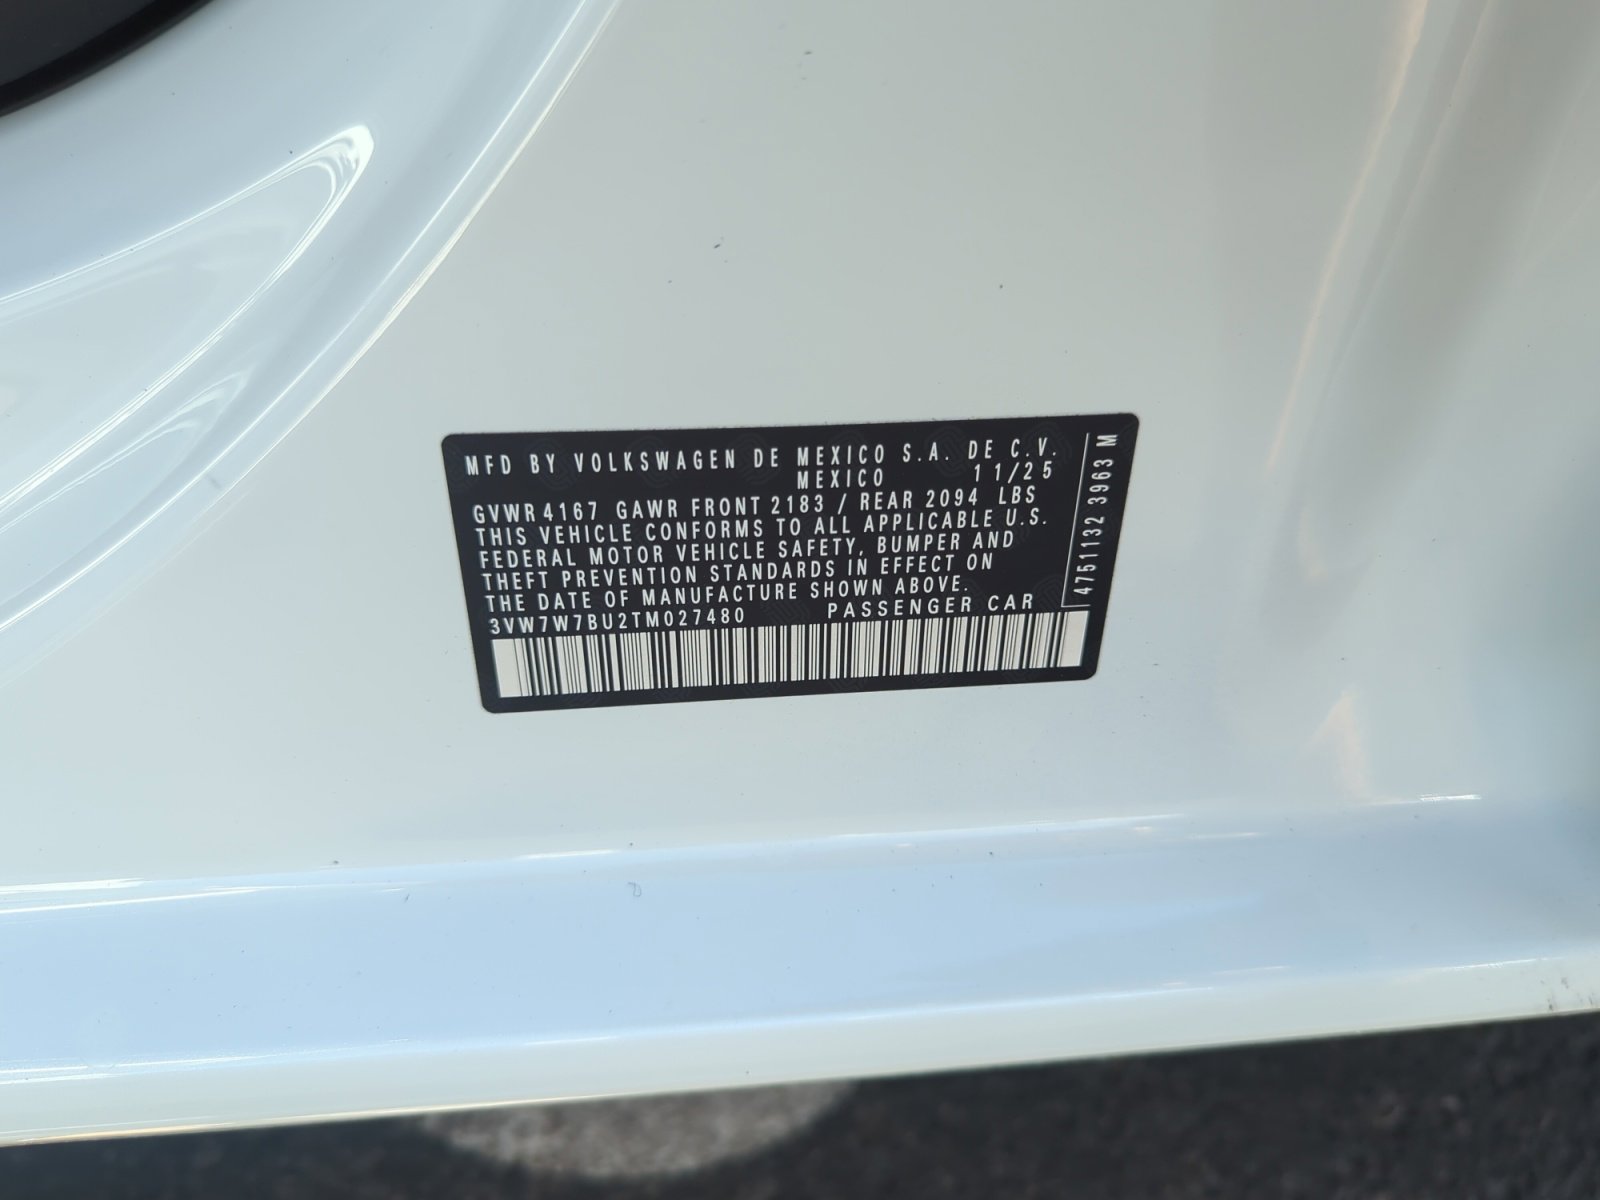 MFD BY VOLKSWAGEN DE MEXICO S.A. DE C.V.
MEXICO 11/25
GVWR 4167 GAWR FRONT 2183 / REAR 2094 LBS
THIS VEHICLE CONFORMS TO ALL APPLICABLE U.S.
FEDERAL MOTOR VEHICLE SAFETY, BUMPER AND
THEFT PREVENTION STANDARDS IN EFFECT ON
THE DATE OF MANUFACTURE SHOWN ABOVE.
3VW7W7BU2TM027480 PASSENGER CAR
4751132 3963 M